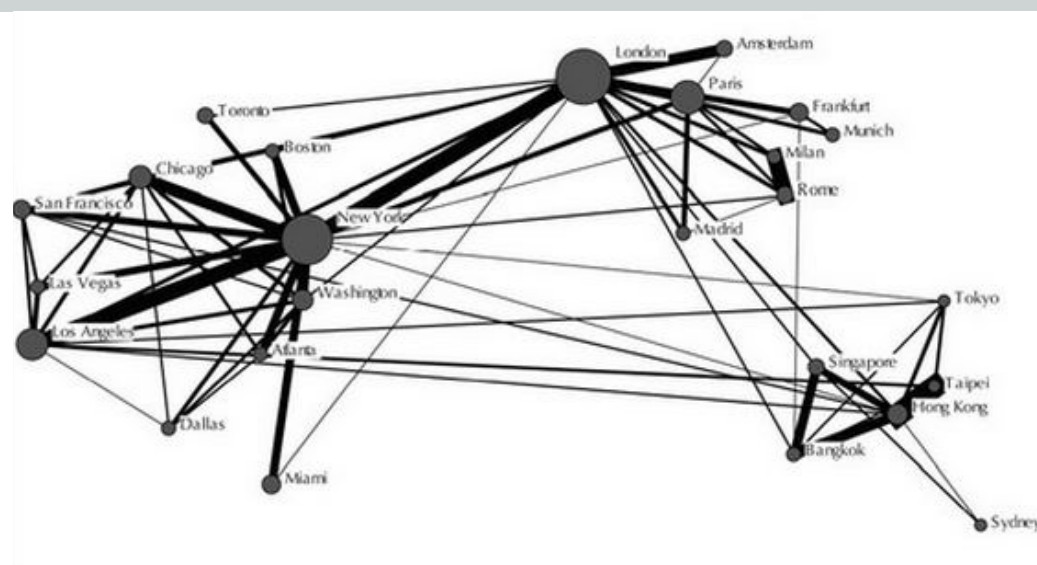 London
Amsterdam
Paris
Toronto
Frankfurt
Munich
Boston
Milan
Chicago
Rome
San Francisco
New York
Madrid
Las Vegas
Washington
Tokyo
Los Angeles
Atlanta
Singapore
Taipei
Hong Kong
Dallas
Bangkok
Miami
Sydney